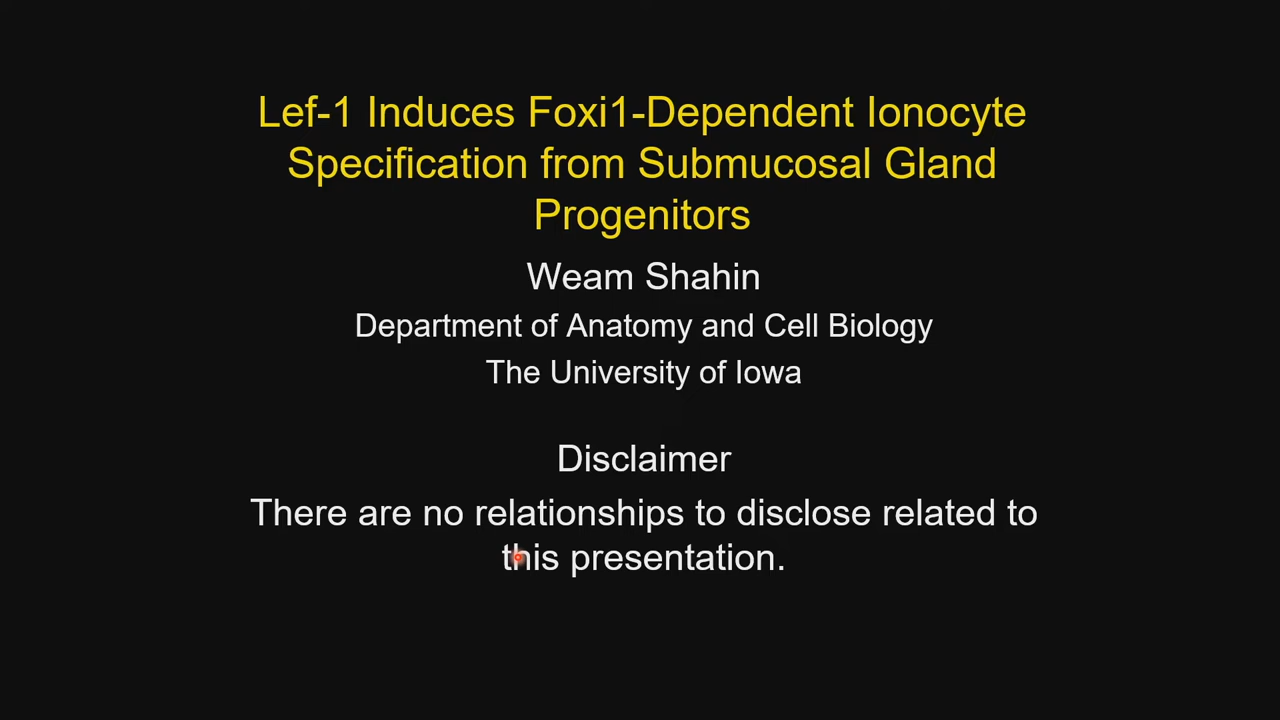 Lef-1 Induces Foxi1-Dependent Ionocyte
Specification from Submucosal Gland
Progenitors
Weam Shahin
Department of Anatomy and Cell Biology
The University of Iowa
Disclaimer
There are no relationships to disclose related to
this presentation.